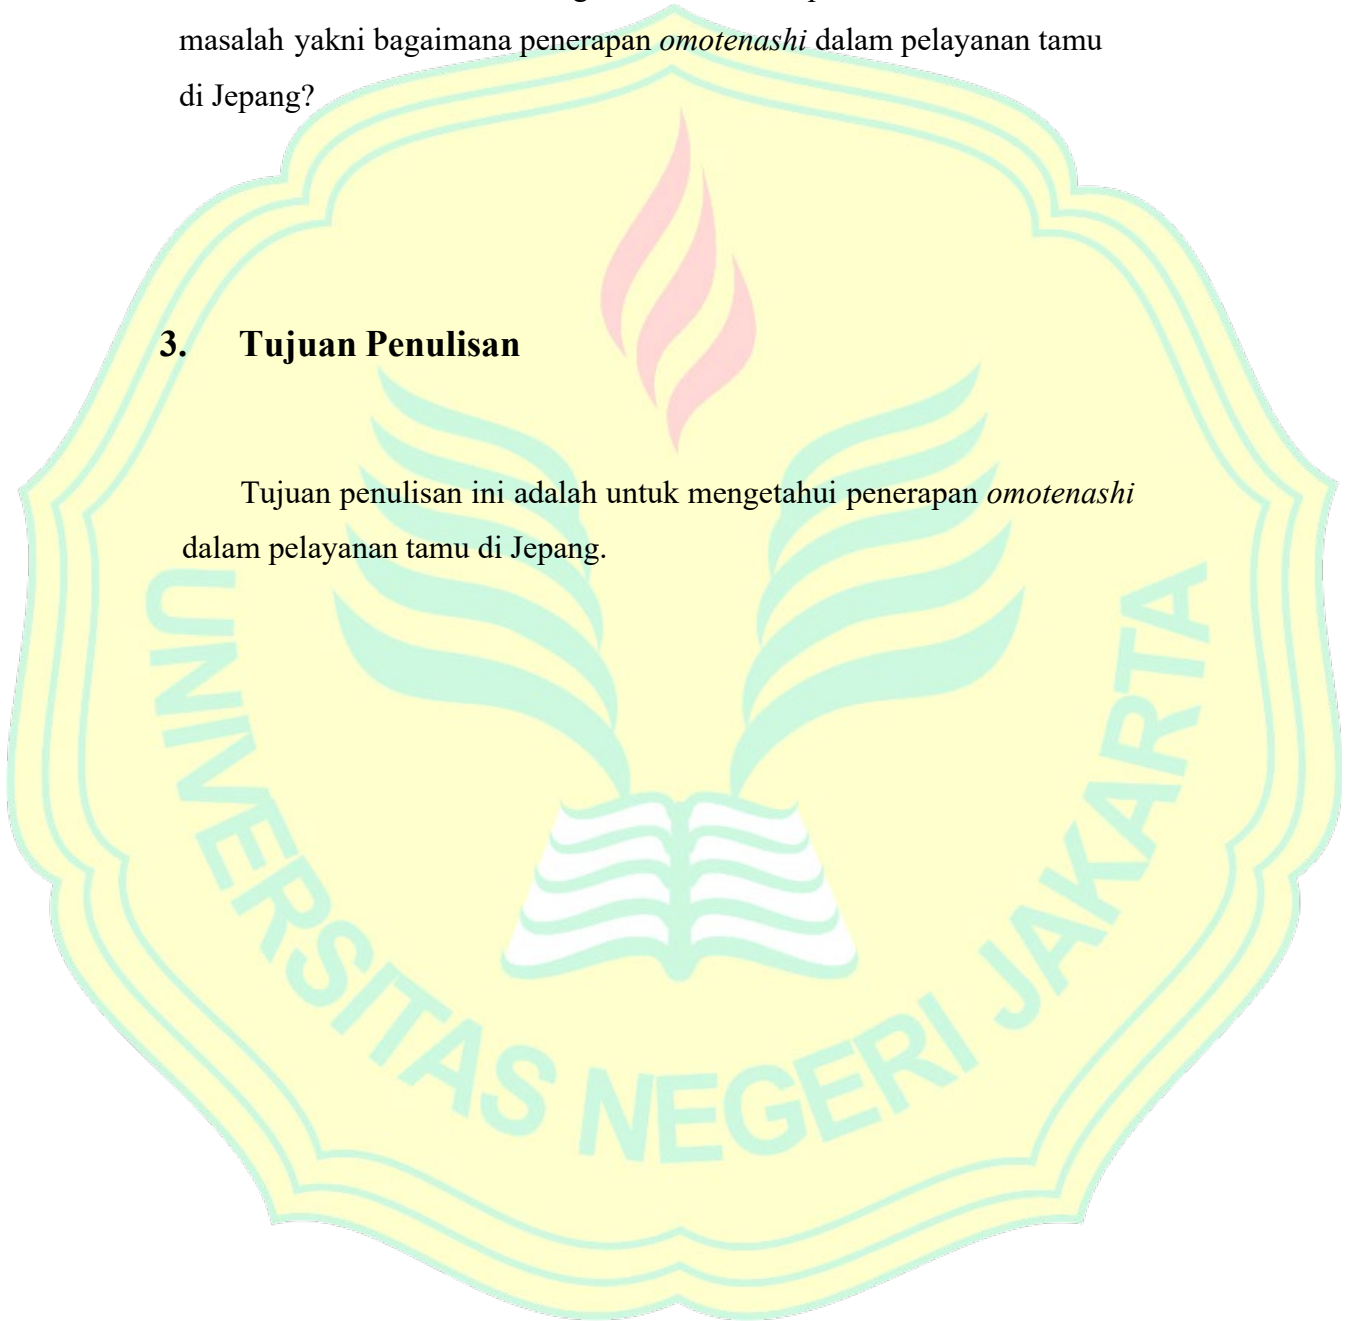 masalah yakni bagaimana penerapan omotenashi dalam pelayanan tamu
di Jepang?
3. Tujuan Penulisan
Tujuan penulisan ini adalah untuk mengetahui penerapan omotenashi
dalam pelayanan tamu di Jepang.
UNIVERSITAS NEGERI JAKARTA